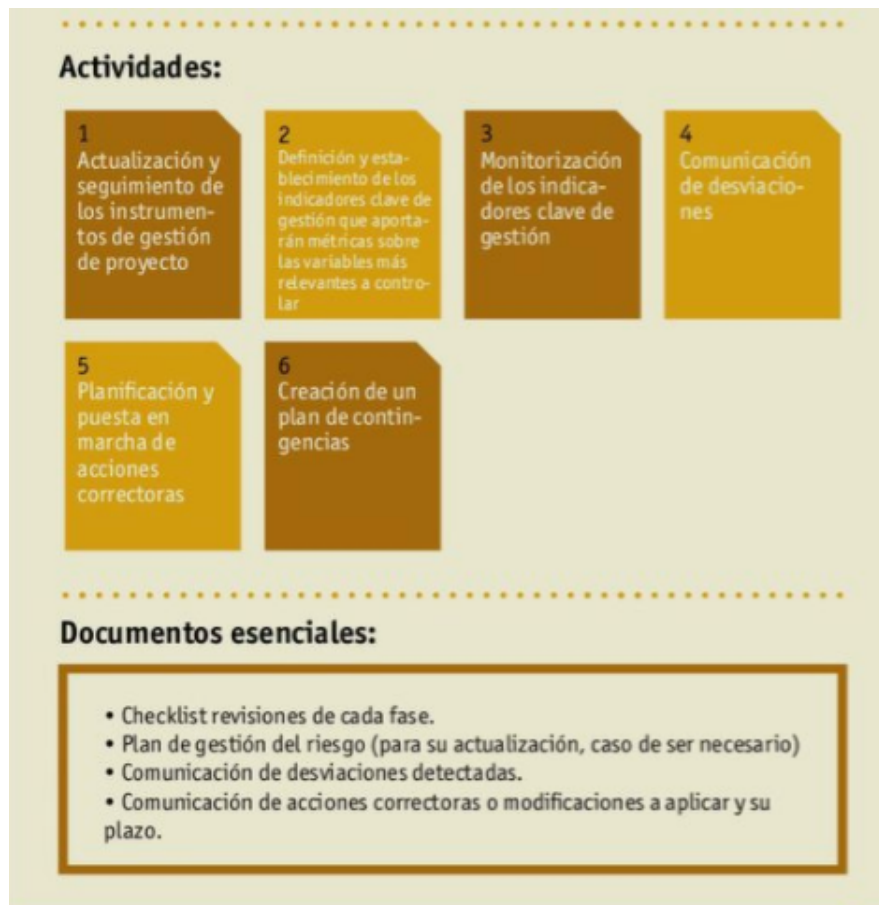 Actividades:
1
Actualización y
seguimiento de
los instrumen-
tos de gestión
de proyecto
2
Definición y esta-
blecimiento de los
indicadores clave de
gestión que aporta-
rán métricas sobre
las variables más
relevantes a contro-
lar
3
Monitorización
de los indica-
dores clave de
gestión
4
Comunicación
de desviacio-
nes
5
Planificación y
puesta en
marcha de
acciones
correctoras
6
Creación de un
plan de contin-
gencias
Documentos esenciales:
• Checklist revisiones de cada fase.
• Plan de gestión del riesgo (para su actualización, caso de ser necesario)
• Comunicación de desviaciones detectadas.
• Comunicación de acciones correctoras o modificaciones a aplicar y su
plazo.